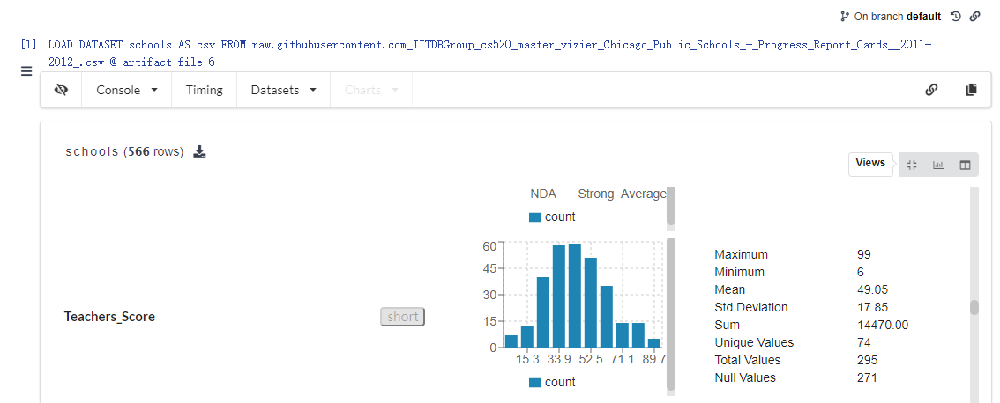 On branch default
[1] LOAD DATASET schools AS csv FROM raw.githubusercontent.com_IITDBGroup_cs520_master_vizier_Chicago_Public_Schools_-_Progress_Report_Cards__2011-
2012_.csv @ artifact file 6
Console Timing Datasets Charts
schools (566 rows)
Views
NDA Strong Average
count
60
45
30
15
0
15.3 33.9 52.5 71.1 89.7
count
Teachers_Score short
Maximum 99
Minimum 6
Mean 49.05
Std Deviation 17.85
Sum 14470.00
Unique Values 74
Total Values 295
Null Values 271